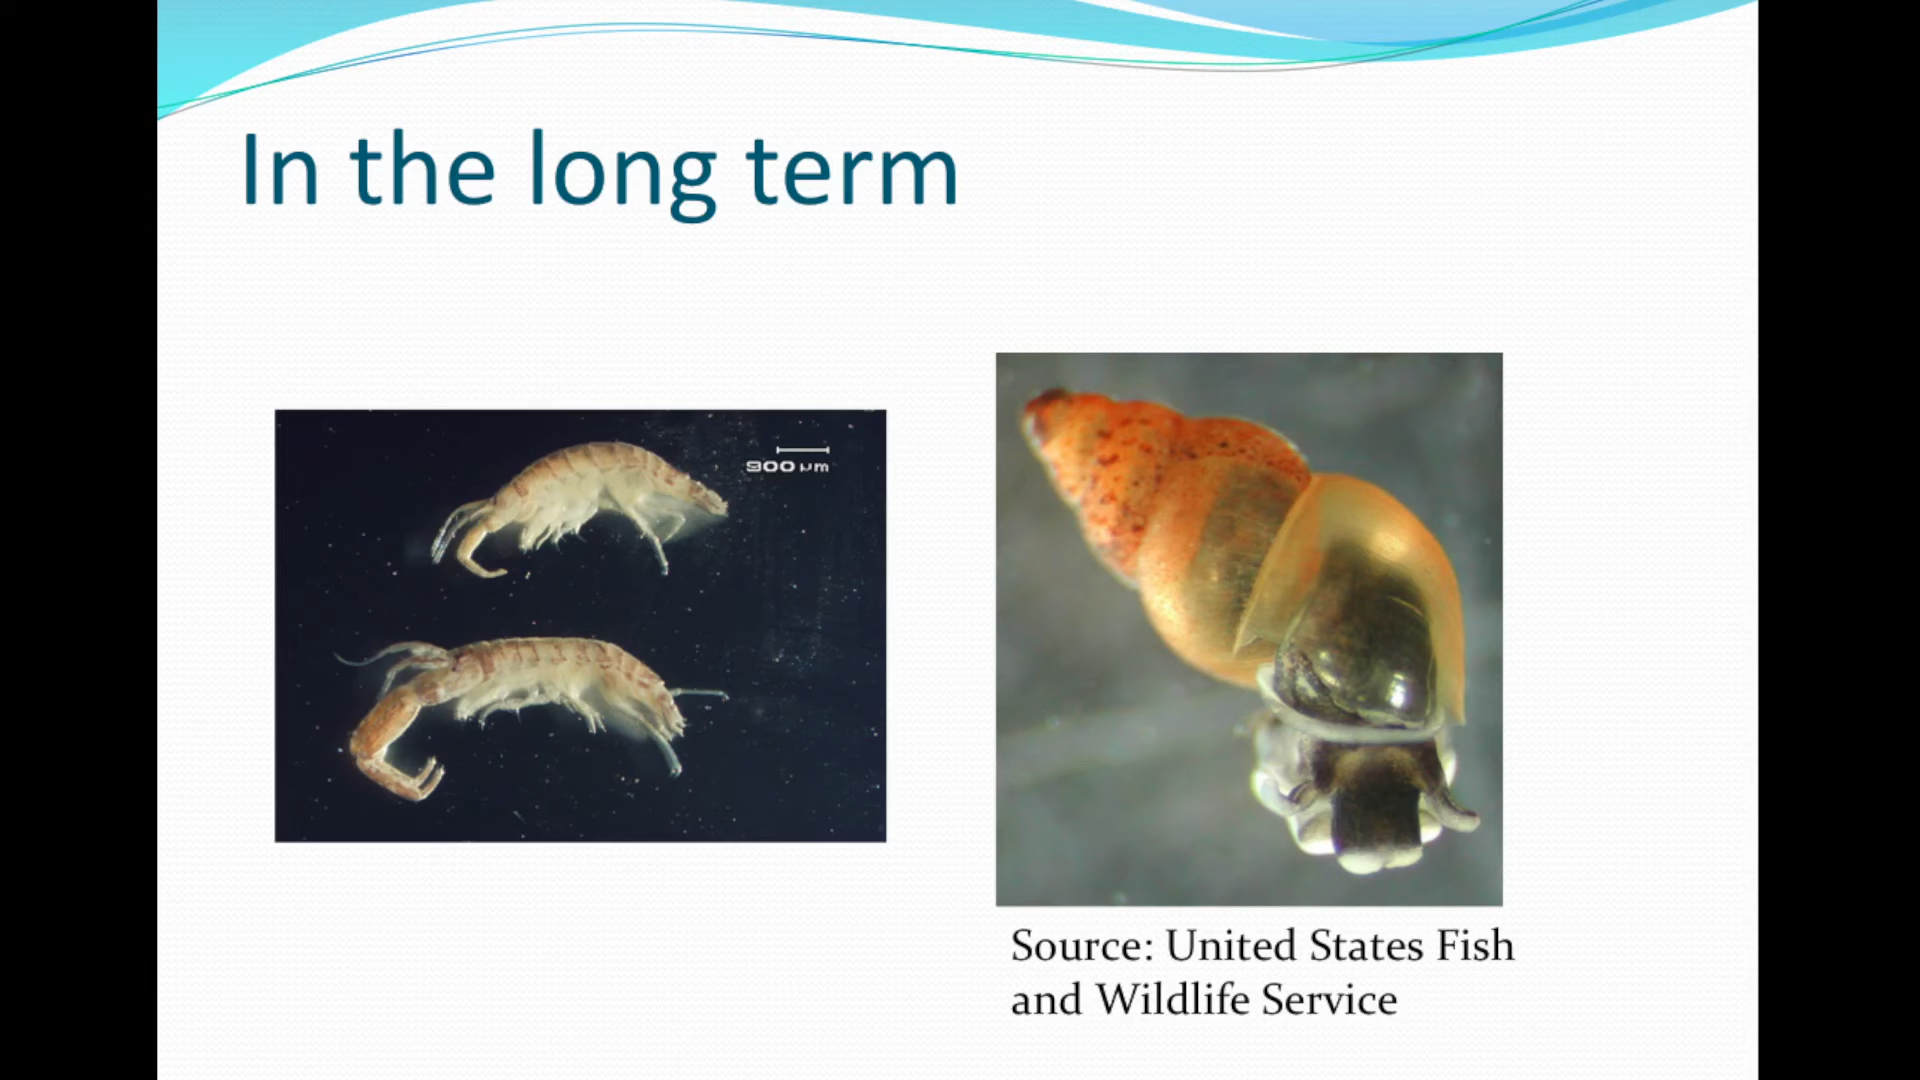 In the long term
900 µm
Source: United States Fish
and Wildlife Service